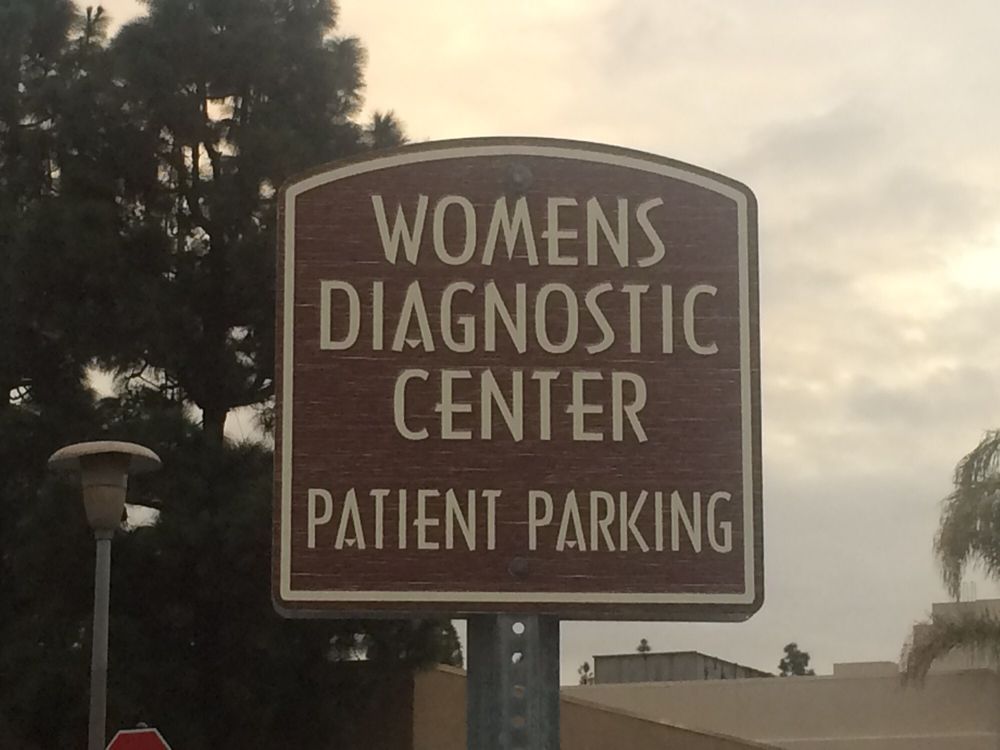 WOMENS
DIAGNOSTIC
CENTER
PATIENT PARKING